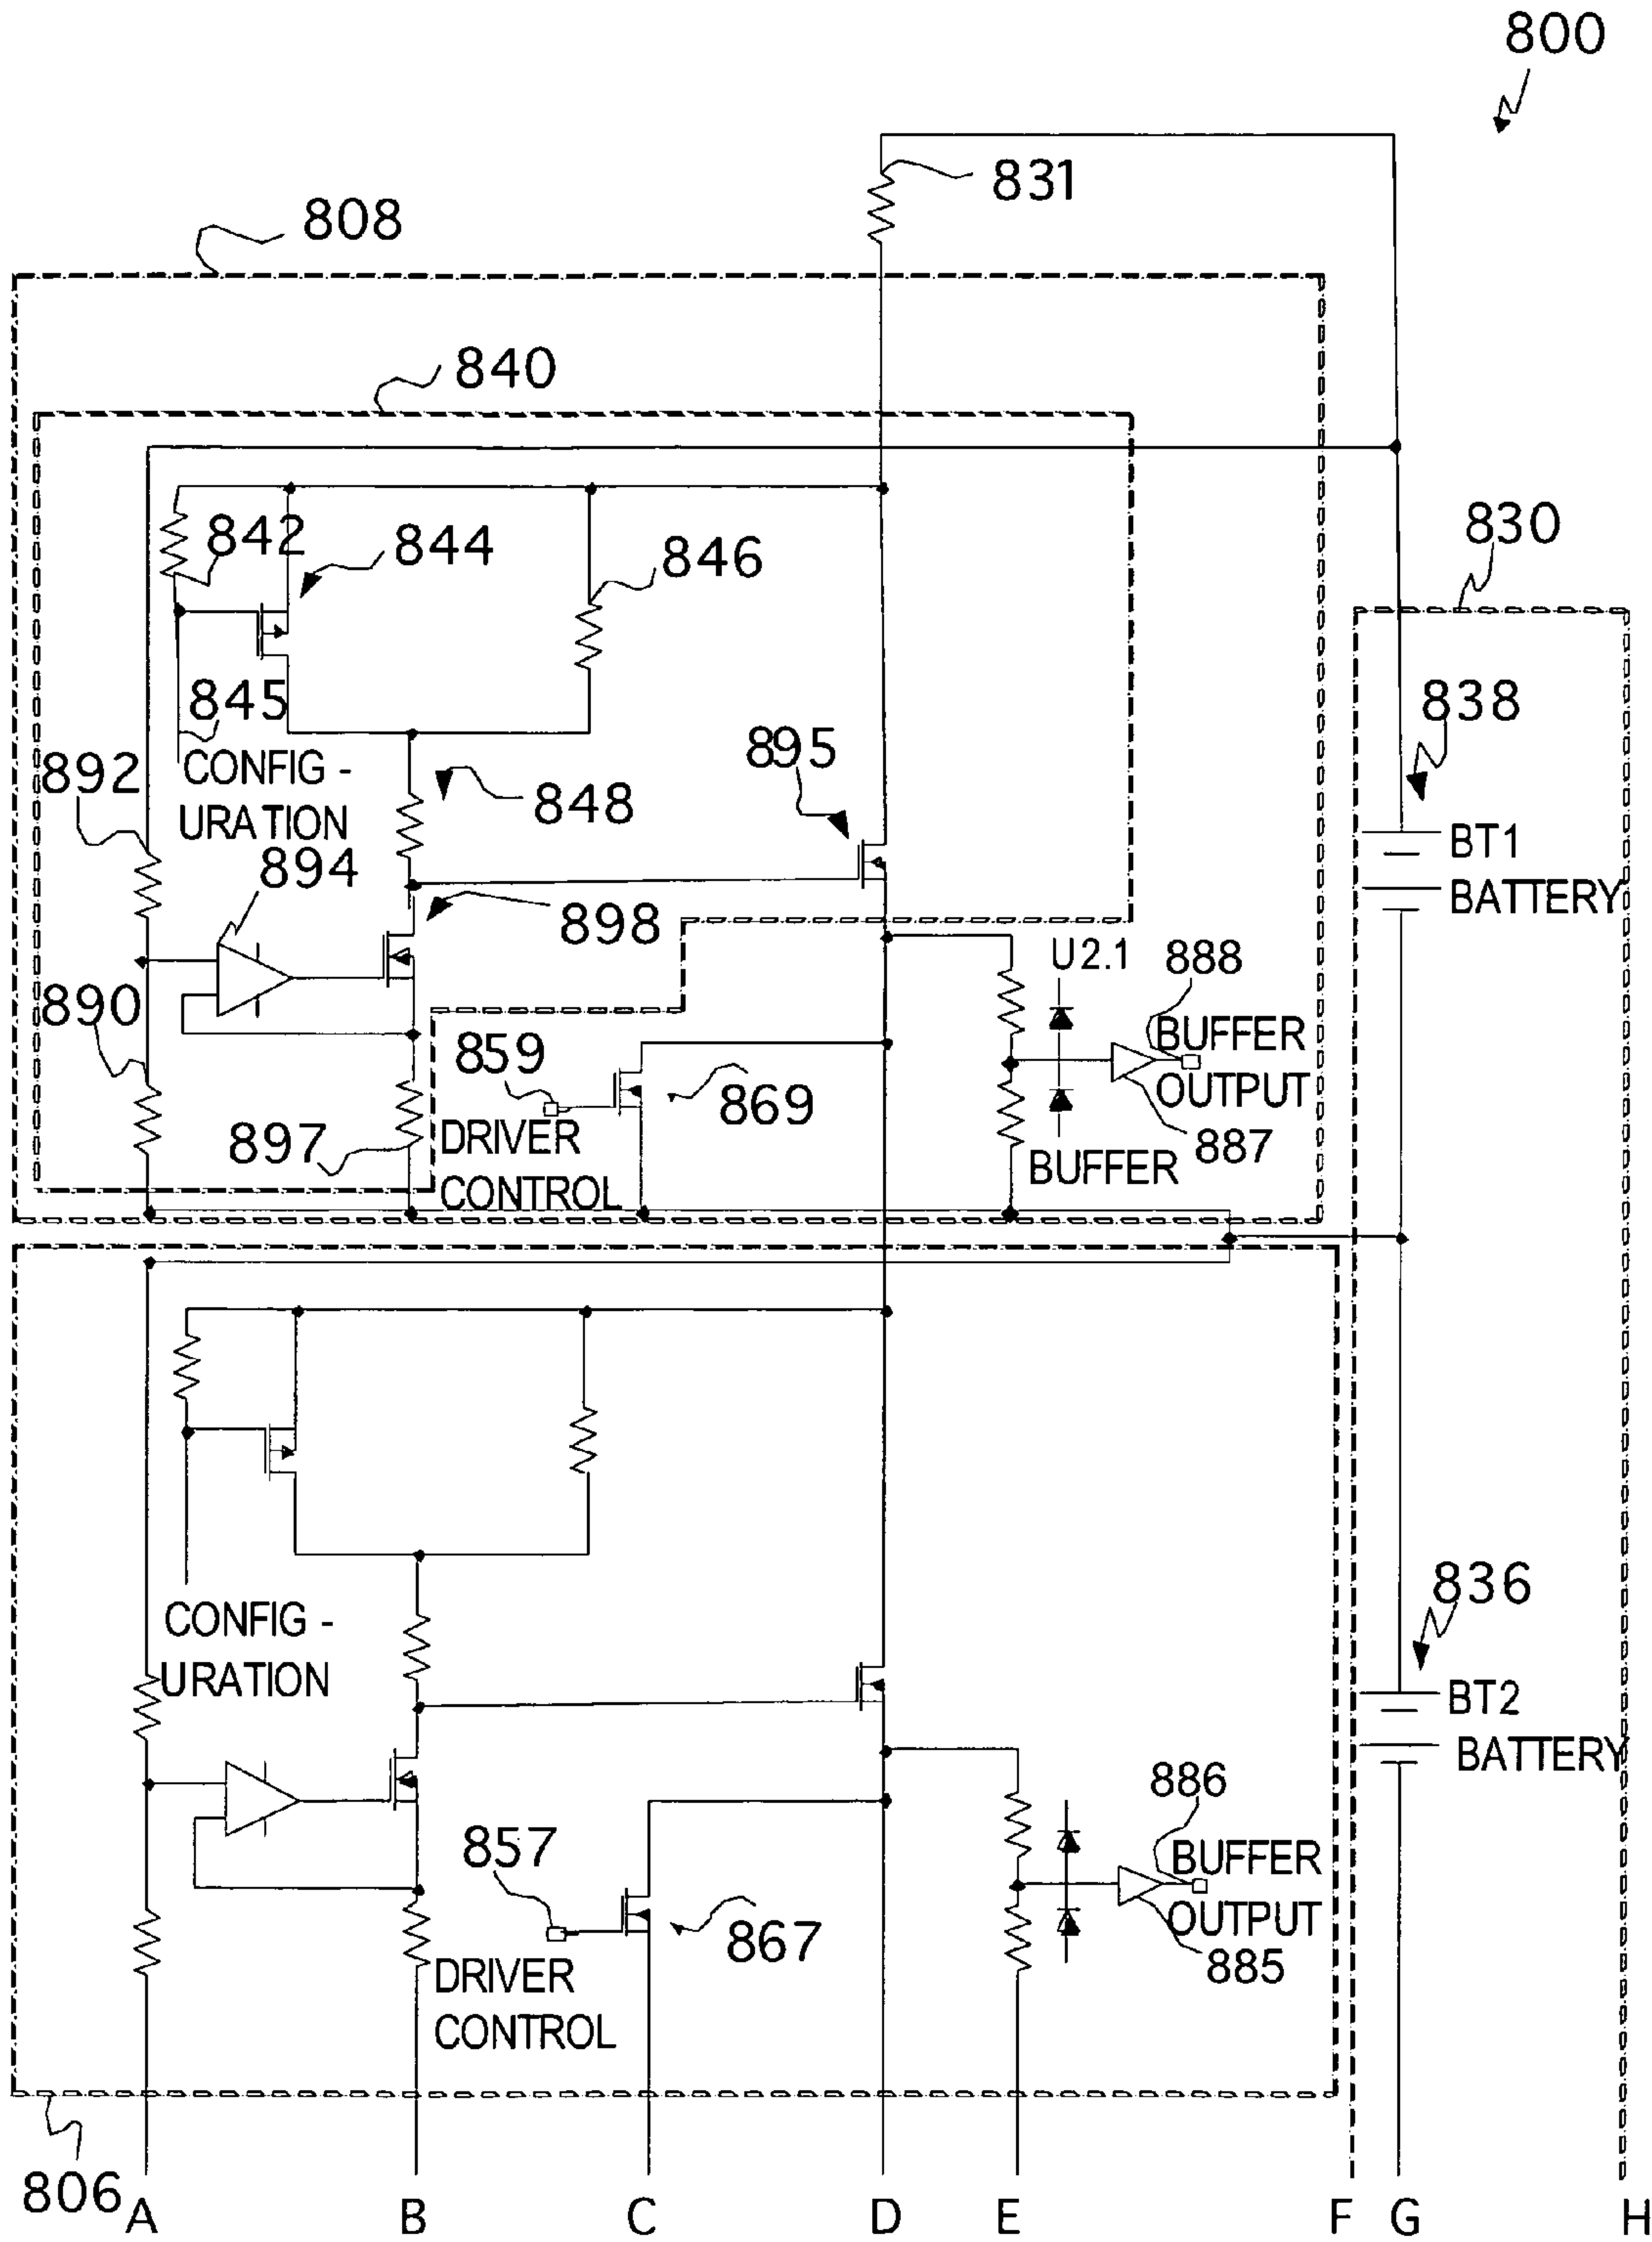 800
831
808
840
830
842
844
846
845
838
CONFIG -
URATION
892
895
848
894
BT1
BATTERY
898
U2.1
888
890
BUFFER
OUTPUT
859
869
DRIVER
CONTROL
897
887
BUFFER
836
CONFIG -
URATION
BT2
BATTERY
886
BUFFER
OUTPUT
857
867
885
DRIVER
CONTROL
806
A
B
C
D
E
F
G
H